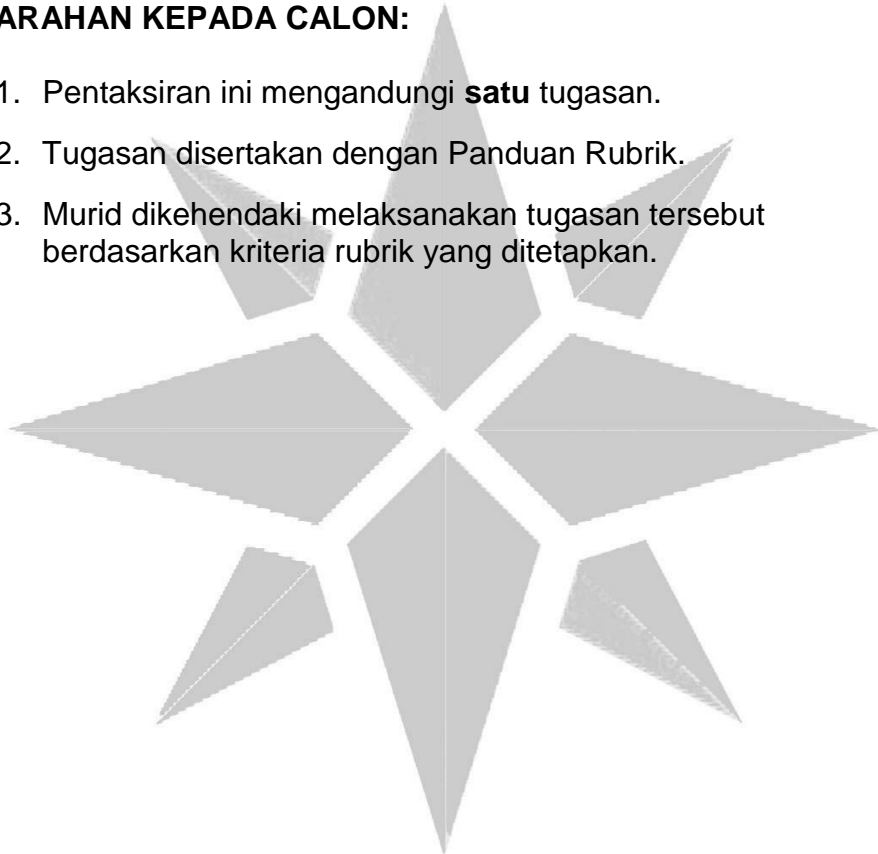 ARAHAN KEPADA CALON:
1. Pentaksiran ini mengandungi satu tugasan.
2. Tugasan disertakan dengan Panduan Rubrik.
3. Murid dikehendaki melaksanakan tugasan tersebut
berdasarkan kriteria rubrik yang ditetapkan.